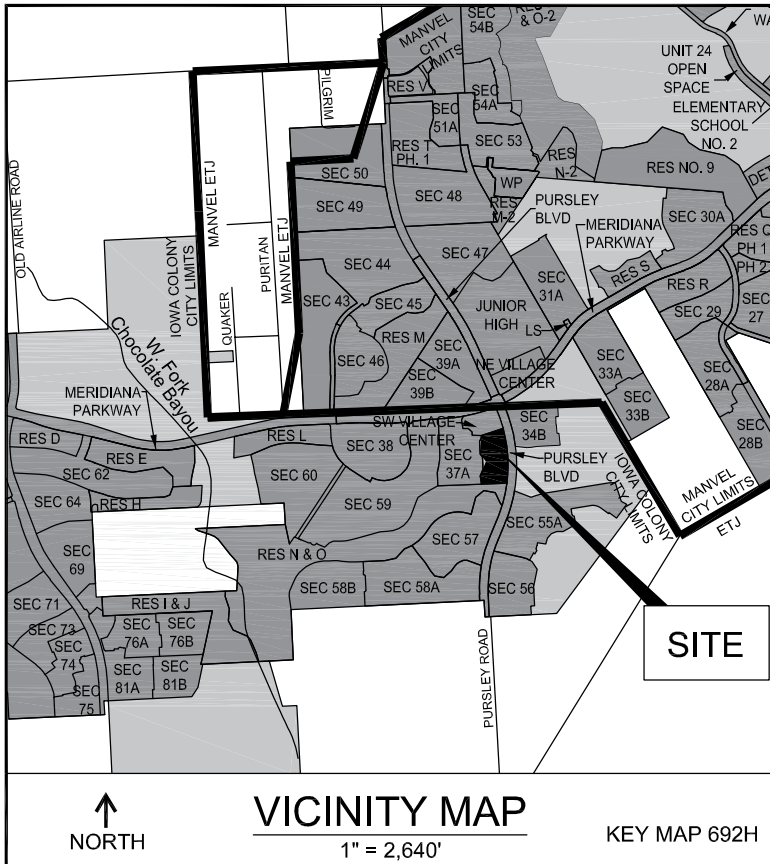 SEC
54B
RES
& O-2
WA
MANVEL
CITY
LIMITS
UNIT 24
OPEN
SPACE
ELEMENTARY
SCHOOL
NO. 2
RES V
PILGRIM
SEC
54A
SEC
51A
RES T
PH. 1
SEC 53
RES
N-2
RES NO. 9
DET
OLD AIRLINE ROAD
MANVEL ETJ
SEC 50
SEC 49
SEC 48
WP
RES
M-2
PURSLEY
BLVD
MERIDIANA
PARKWAY
SEC 30A
RES Q
PH 1
PH 2
IOWA COLONY
CITY LIMITS
PURITAN
MANVEL ETJ
SEC 44
SEC 47
SEC
31A
RES S
RES R
SEC
27
QUAKER
SEC
43
SEC 45
JUNIOR
HIGH
LS
SEC 29
W. Fork
Chocolate Bayou
RES M
SEC
46
SEC
39A
SEC
39B
NE VILLAGE
CENTER
SEC
33A
SEC
28A
SEC
33B
SEC
28B
MERIDIANA
PARKWAY
SW VILLAGE
CENTER
SEC
34B
RES D
RES E
RES L
SEC 38
SEC
37A
PURSLEY
BLVD
IOWA COLONY
CITY LIMITS
MANVEL
CITY LIMITS
ETJ
SEC 62
SEC 60
SEC 64
RES H
SEC 59
SEC 55A
SEC
69
RES N & O
SEC 57
SEC 71
RES I & J
SEC 58B
SEC 58A
SEC 56
SEC 73
SEC
74
SEC
76A
SEC
76B
SEC
75
SEC
81A
SEC
81B
PURSLEY ROAD
SITE
NORTH
VICINITY MAP
1" = 2,640'
KEY MAP 692H